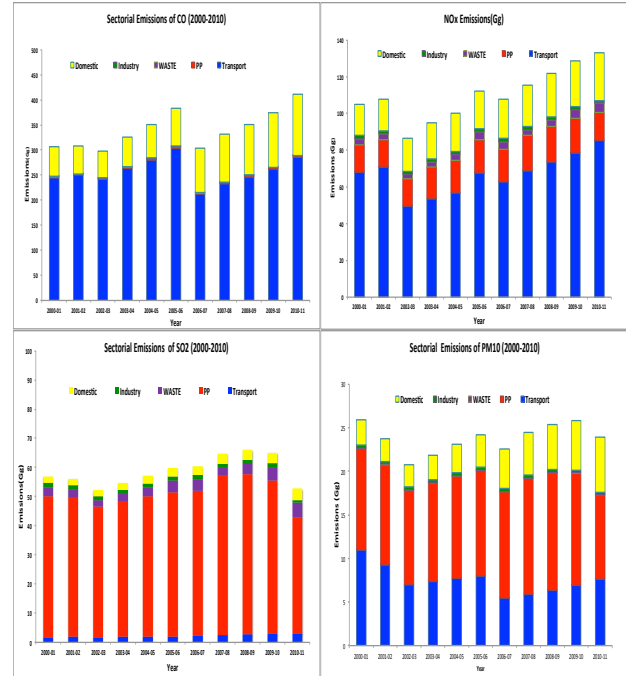 Sectorial Emissions of CO (2000-2010)
500
450
400
350
300
250
200
150
100
50
0
Emissions(g)
Domestic Industry WASTE PP Transport
2000-01 2001-02 2002-03 2003-04 2004-05 2005-06 2006-07 2007-08 2008-09 2009-10 2010-11
Year
NOx Emissions(Gg)
140
120
100
80
60
40
20
0
Emissions (Gg)
Domestic Industry WASTE PP Transport
2000-01 2001-02 2002-03 2003-04 2004-05 2005-06 2006-07 2007-08 2008-09 2009-10 2010-11
Year
Sectorial Emissions of SO2 (2000-2010)
100
90
80
70
60
50
40
30
20
10
0
Emissions(Gg)
Domestic Industry WASTE PP Transport
2000-01 2001-02 2002-03 2003-04 2004-05 2005-06 2006-07 2007-08 2008-09 2009-10 2010-11
Year
Sectorial Emissions of PM10 (2000-2010)
30
25
20
15
10
5
0
Emissions (Gg)
Domestic Industry WASTE PP Transport
2000-01 2001-02 2002-03 2003-04 2004-05 2005-06 2006-07 2007-08 2008-09 2009-10 2010-11
Year